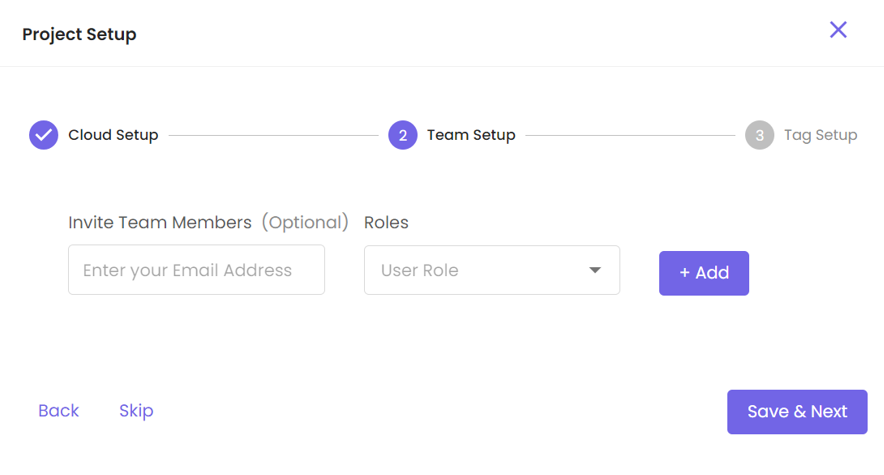 Project Setup
Cloud Setup
2 Team Setup
3 Tag Setup
Invite Team Members (Optional) Roles
Enter your Email Address User Role + Add
Back Skip Save & Next